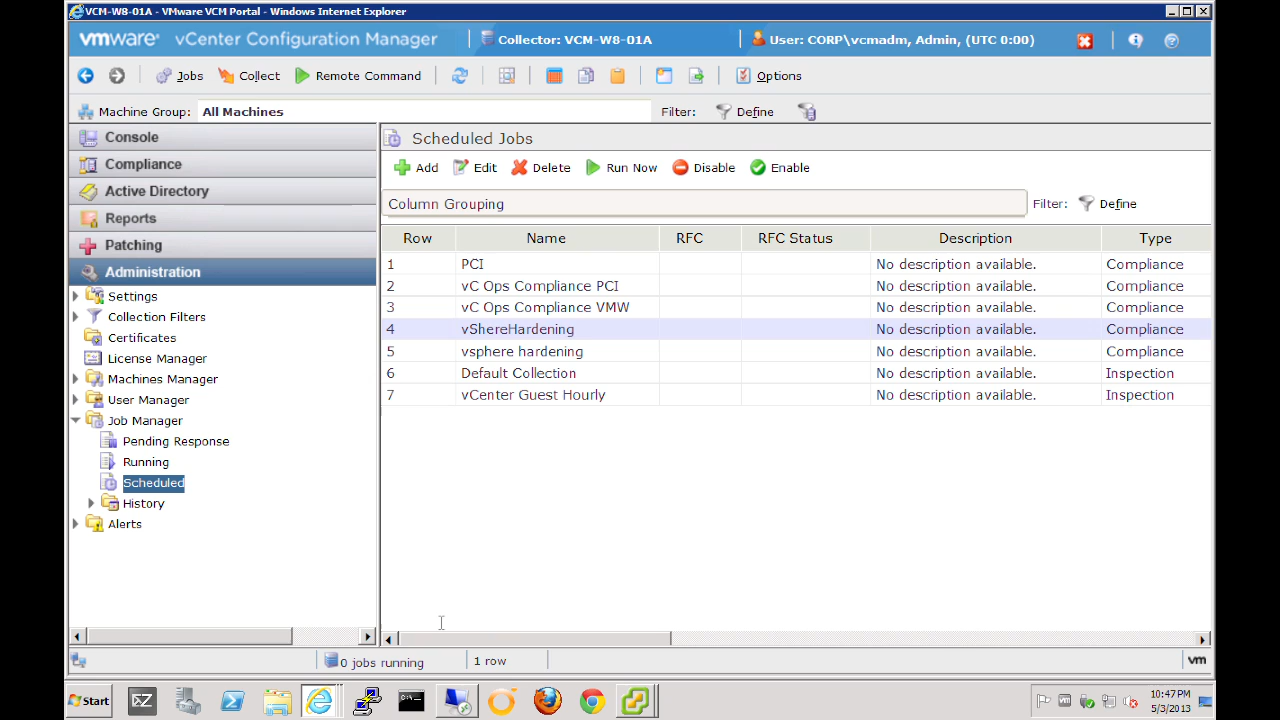 VCM-W8-01A - VMware VCM Portal - Windows Internet Explorer
vmware vCenter Configuration Manager Collector: VCM-W8-01A User: CORP\vcmadm, Admin, (UTC 0:00)
Jobs Collect Remote Command Options
Machine Group: All Machines Filter: Define
Console
Compliance
Active Directory
Reports
Patching
Administration
Settings
Collection Filters
Certificates
License Manager
Machines Manager
User Manager
Job Manager
Pending Response
Running
Scheduled
History
Alerts
Scheduled Jobs
Add Edit Delete Run Now Disable Enable
Column Grouping Filter: Define
Row Name RFC RFC Status Description Type
1 PCI No description available. Compliance
2 vC Ops Compliance PCI No description available. Compliance
3 vC Ops Compliance VMW No description available. Compliance
4 vShereHardening No description available. Compliance
5 vsphere hardening No description available. Compliance
6 Default Collection No description available. Inspection
7 vCenter Guest Hourly No description available. Inspection
0 jobs running 1 row vm
Start 10:47 PM
5/3/2013